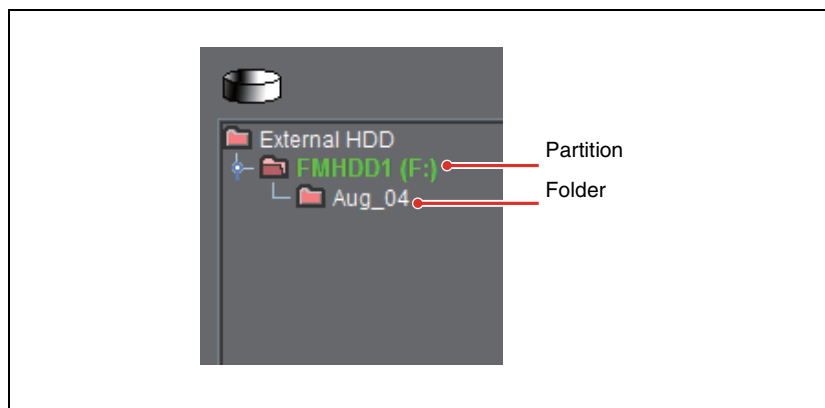 External HDD
FMHDD1 (F:)
Partition
Aug_04
Folder